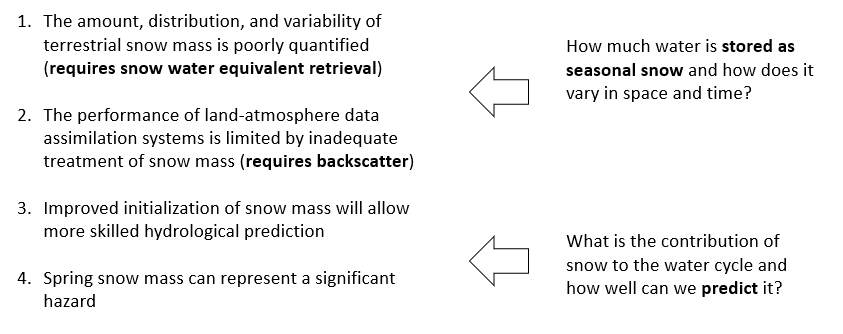 1. The amount, distribution, and variability of
terrestrial snow mass is poorly quantified
(requires snow water equivalent retrieval)
2. The performance of land-atmosphere data
assimilation systems is limited by inadequate
treatment of snow mass (requires backscatter)
3. Improved initialization of snow mass will allow
more skilled hydrological prediction
4. Spring snow mass can represent a significant
hazard
How much water is stored as
seasonal snow and how does it
vary in space and time?
What is the contribution of
snow to the water cycle and
how well can we predict it?